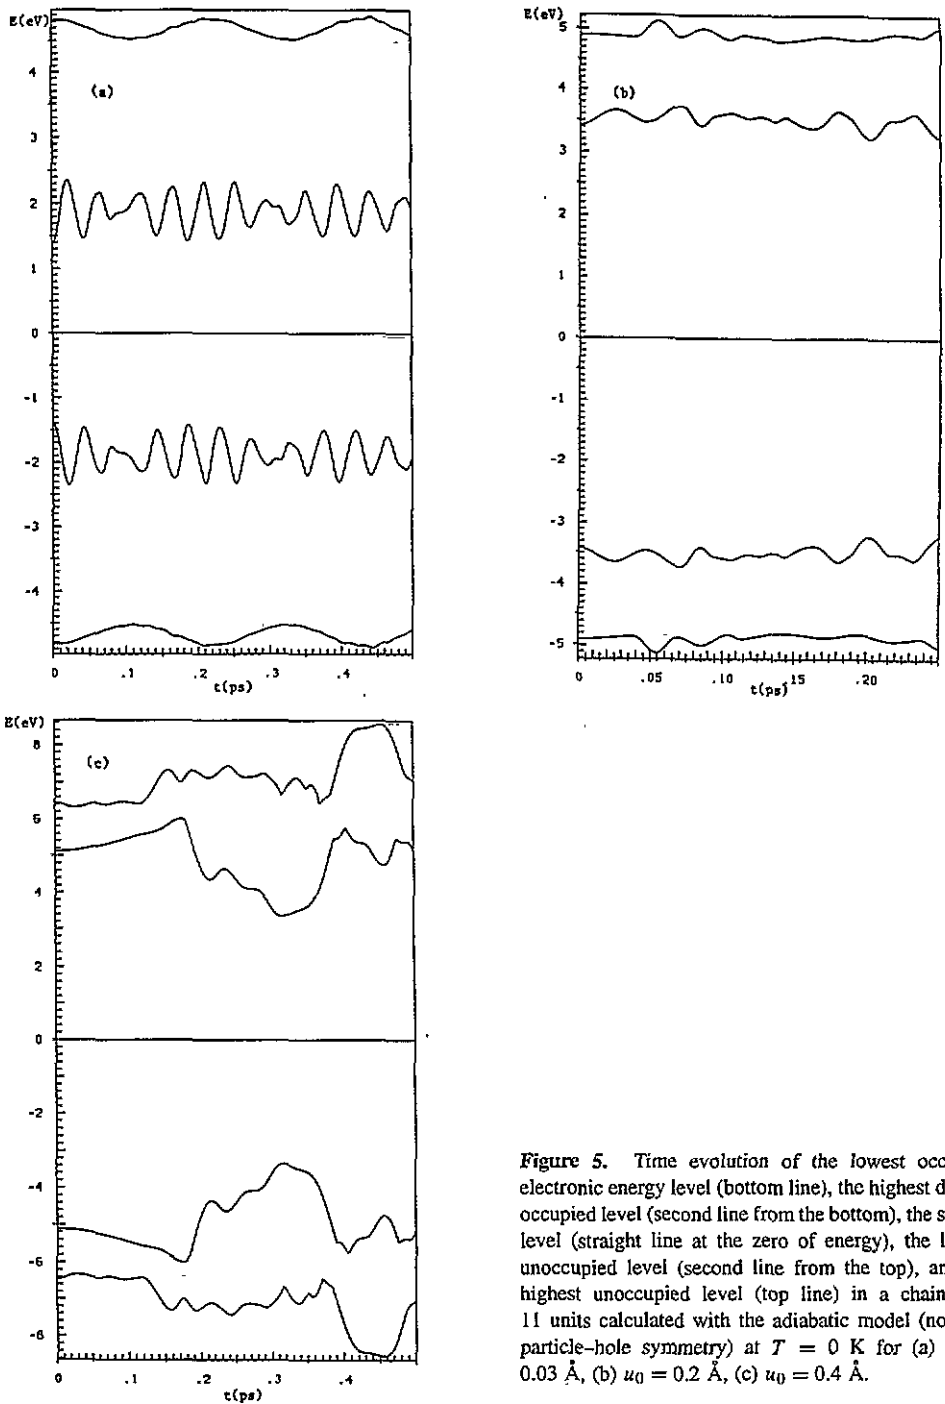 E(eV)
4
(a)
3
2
1
0
-1
-2
-3
-4
0 .1 .2 .3 .4
t(ps)
E(eV)
5
4
(b)
3
2
1
0
-1
-2
-3
-4
-5
0 .05 .10 .15 .20
t(ps)
E(eV)
8
(c)
6
4
2
0
-2
-4
-6
-8
0 .1 .2 .3 .4
t(ps)
Figure 5. Time evolution of the lowest occ
electronic energy level (bottom line), the highest d
occupied level (second line from the bottom), the s
level (straight line at the zero of energy), the l
unoccupied level (second line from the top), an
highest unoccupied level (top line) in a chain
11 units calculated with the adiabatic model (no
particle–hole symmetry) at T = 0 K for (a)
0.03 Å, (b) u₀ = 0.2 Å, (c) u₀ = 0.4 Å.